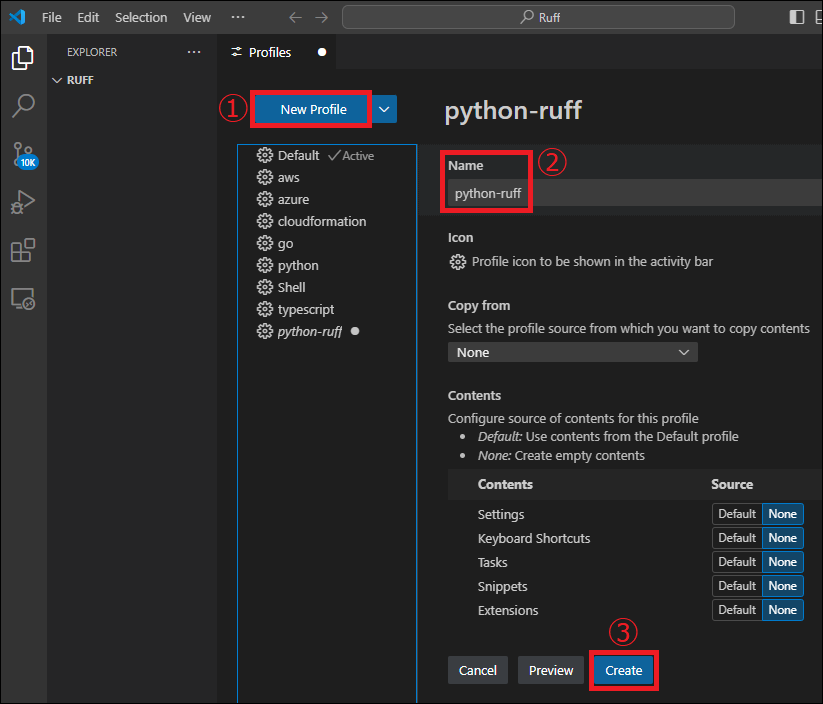 File Edit Selection View ··· Ruff
EXPLORER ···
RUFF
10K
Profiles
① New Profile
Default Active
aws
azure
cloudformation
go
python
Shell
typescript
python-ruff
python-ruff
Name ②
python-ruff
Icon
Profile icon to be shown in the activity bar
Copy from
Select the profile source from which you want to copy contents
None
Contents
Configure source of contents for this profile
• Default: Use contents from the Default profile
• None: Create empty contents
Contents Source
Settings Default None
Keyboard Shortcuts Default None
Tasks Default None
Snippets Default None
Extensions Default None
③
Cancel Preview Create